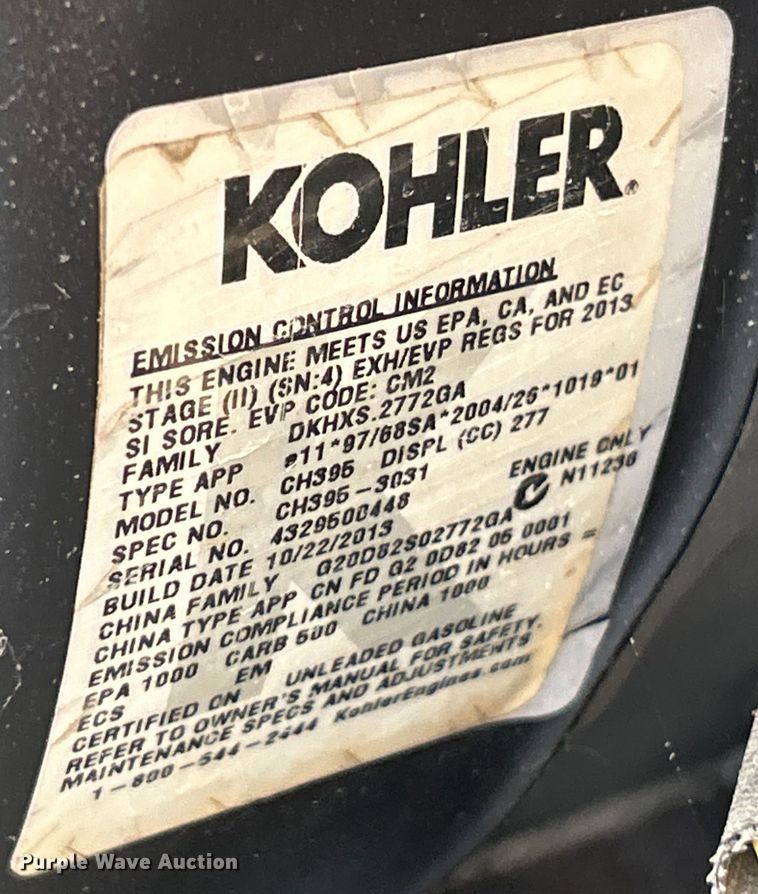 KOHLER®
EMISSION CONTROL INFORMATION
THIS ENGINE MEETS US EPA, CA, AND EC
STAGE (II) (SN:4) EXH/EVP REGS FOR 2013
SI SORE. EVP CODE: CM2
FAMILY DKHXS.2772GA
TYPE APP e11*97/68SA*2004/26*1019*01
MODEL NO. CH395 DISPL (CC) 277
SPEC NO. CH395-3031 ENGINE ONLY
SERIAL NO. 4329500448 N11236
BUILD DATE 10/22/2013
CHINA FAMILY G20D82S02772GA
CHINA TYPE APP CN FD G2 0D82 05 0001
EMISSION COMPLIANCE PERIOD IN HOURS =
EPA 1000 CARB 500 CHINA 1000
ECS EM
CERTIFIED ON UNLEADED GASOLINE
REFER TO OWNER'S MANUAL FOR SAFETY,
MAINTENANCE SPECS AND ADJUSTMENTS
1-800-544-2444 KohlerEngines.com
Purple Wave Auction